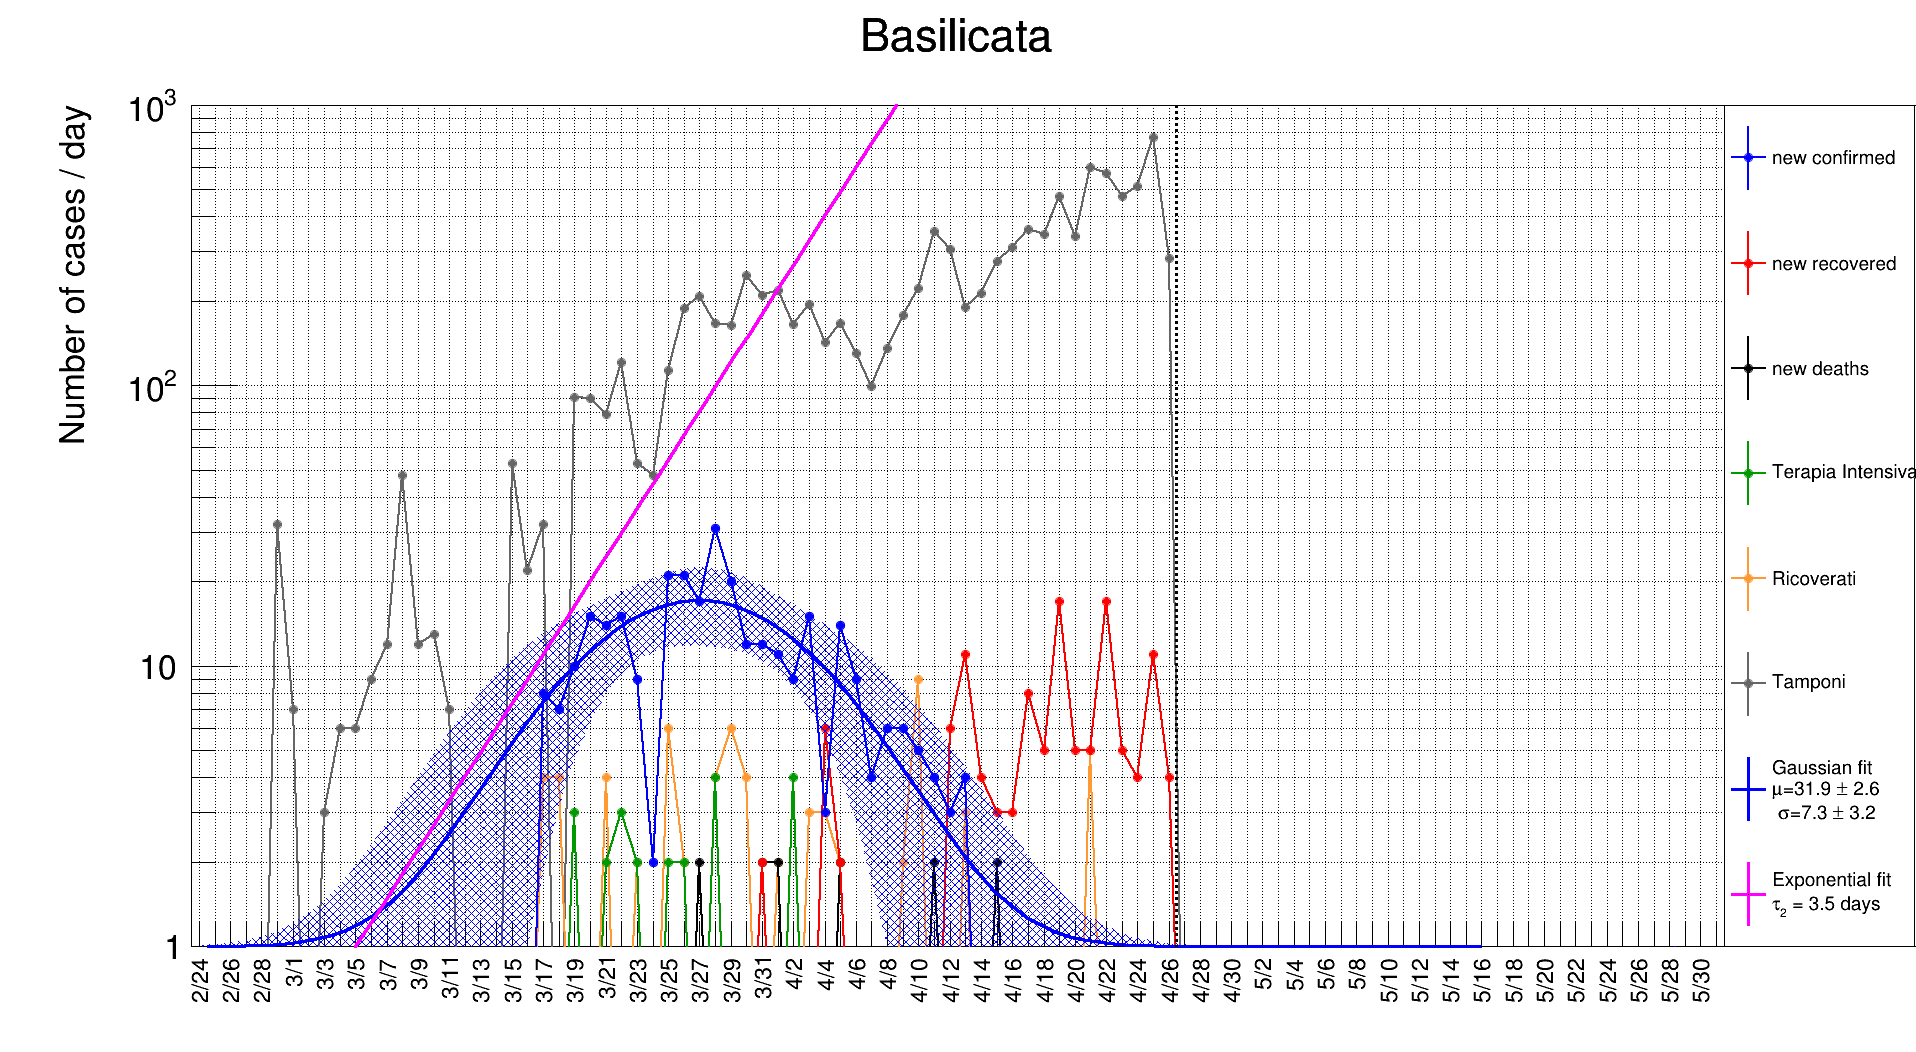 Basilicata
Number of cases / day
10³
10²
10
1
2/24 2/26 2/28 3/1 3/3 3/5 3/7 3/9 3/11 3/13 3/15 3/17 3/19 3/21 3/23 3/25 3/27 3/29 3/31 4/2 4/4 4/6 4/8 4/10 4/12 4/14 4/16 4/18 4/20 4/22 4/24 4/26 4/28 4/30 5/2 5/4 5/6 5/8 5/10 5/12 5/14 5/16 5/18 5/20 5/22 5/24 5/26 5/28 5/30
new confirmed
new recovered
new deaths
Terapia Intensiva
Ricoverati
Tamponi
Gaussian fit
μ=31.9 ± 2.6
σ=7.3 ± 3.2
Exponential fit
τ₂ = 3.5 days